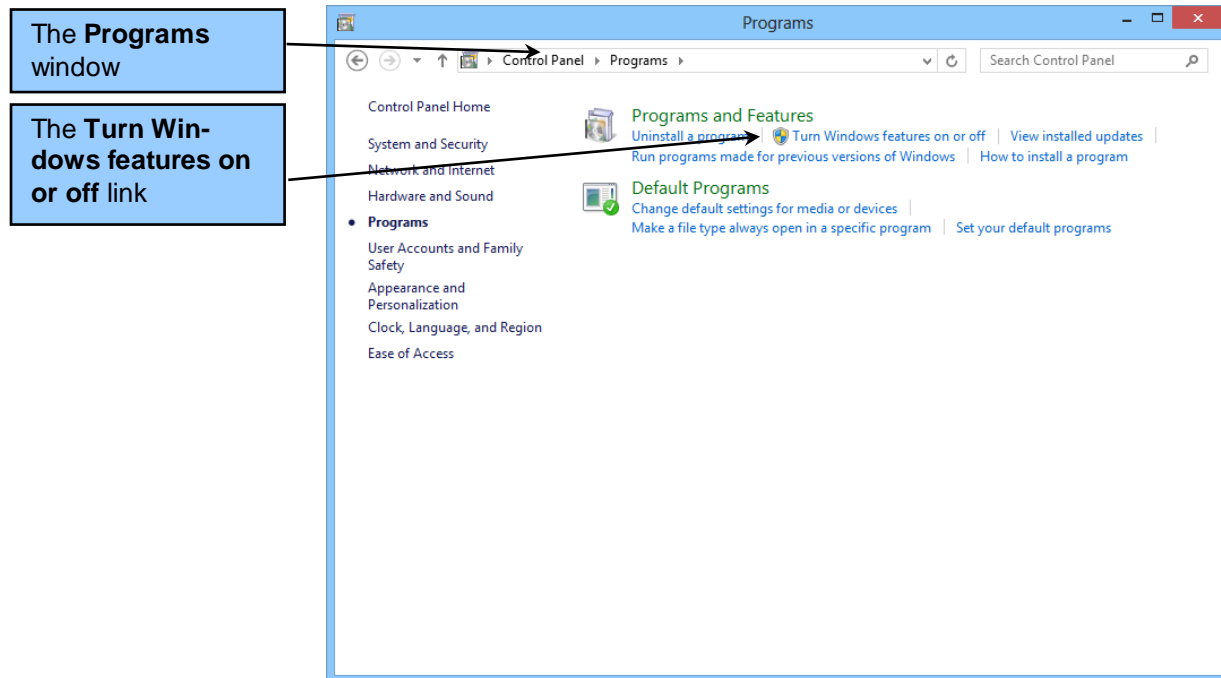 The Programs
window
The Turn Win-
dows features on
or off link
Programs
Control Panel Programs
Search Control Panel
Control Panel Home
System and Security
Network and Internet
Hardware and Sound
Programs
User Accounts and Family
Safety
Appearance and
Personalization
Clock, Language, and Region
Ease of Access
Programs and Features
Uninstall a program Turn Windows features on or off View installed updates
Run programs made for previous versions of Windows How to install a program
Default Programs
Change default settings for media or devices
Make a file type always open in a specific program Set your default programs